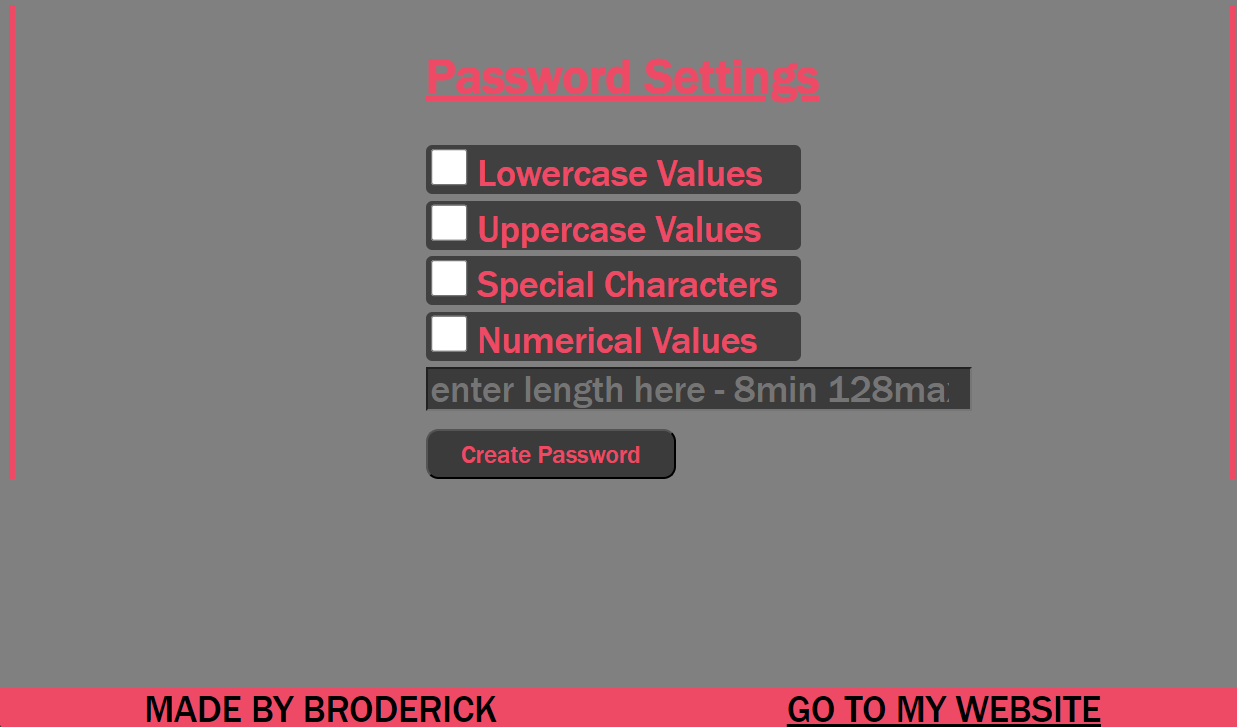 Password Settings
Lowercase Values
Uppercase Values
Special Characters
Numerical Values
enter length here - 8min 128ma
Create Password
MADE BY BRODERICK GO TO MY WEBSITE